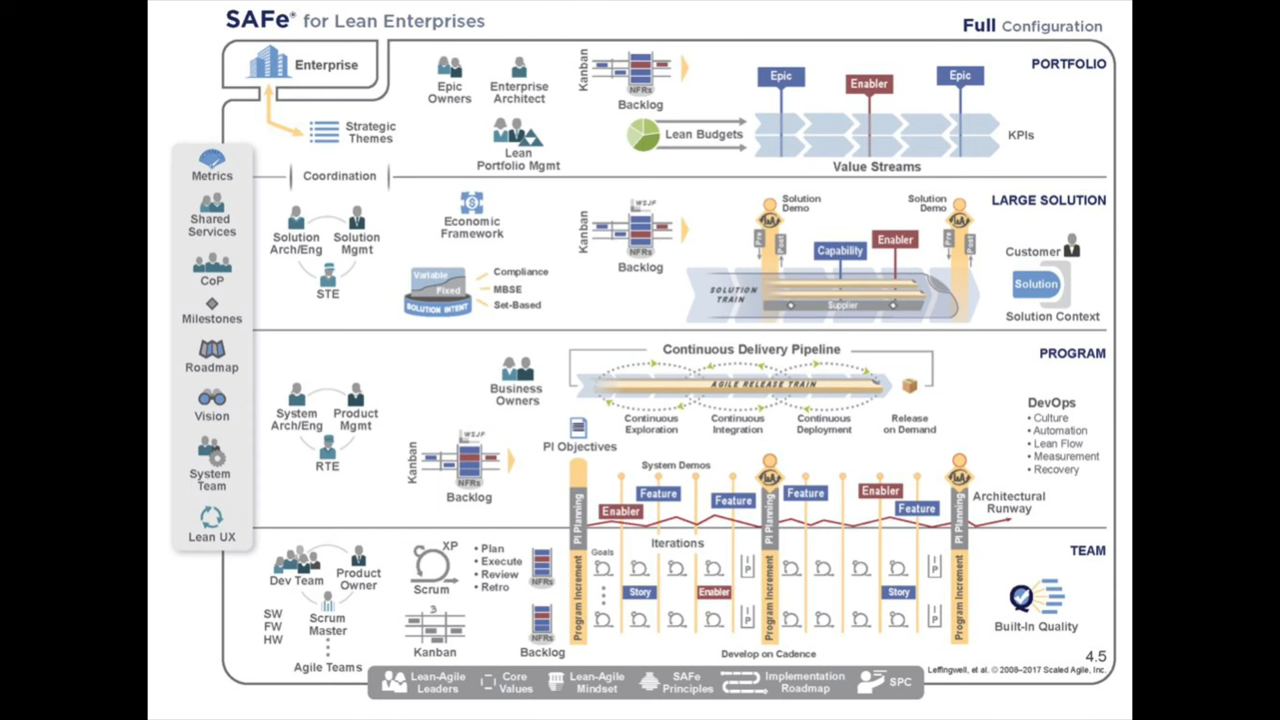 SAFe® for Lean Enterprises
Full Configuration
Enterprise
Strategic
Themes
Epic
Owners
Enterprise
Architect
Lean
Portfolio Mgmt
Kanban
NFRs
Backlog
Lean Budgets
Epic
Enabler
Epic
KPIs
Value Streams
PORTFOLIO
Metrics
Shared
Services
CoP
Milestones
Roadmap
Vision
System
Team
Lean UX
Coordination
Solution
Arch/Eng
Solution
Mgmt
STE
Economic
Framework
Variable
Fixed
SOLUTION INTENT
Compliance
MBSE
Set-Based
Kanban
WSJF
NFRs
Backlog
Solution
Demo
Solution
Demo
Pre
Post
Pre
Post
Capability
Enabler
SOLUTION
TRAIN
Supplier
LARGE SOLUTION
Customer
Solution
Solution Context
System
Arch/Eng
Product
Mgmt
RTE
Business
Owners
Kanban
WSJF
NFRs
Backlog
Continuous Delivery Pipeline
AGILE RELEASE TRAIN
Continuous
Exploration
Continuous
Integration
Continuous
Deployment
Release
on Demand
PROGRAM
DevOps
• Culture
• Automation
• Lean Flow
• Measurement
• Recovery
PI Objectives
System Demos
I&A
I&A
Enabler
Feature
Feature
Feature
Enabler
Feature
Architectural
Runway
PI Planning
PI Planning
PI Planning
Dev Team
Product
Owner
Scrum
Master
SW
FW
HW
Agile Teams
XP
Scrum
• Plan
• Execute
• Review
• Retro
3
Kanban
NFRs
NFRs
Backlog
Iterations
Goals
Story
Enabler
Story
I P
I P
I P
I P
Program Increment
Program Increment
Program Increment
Develop on Cadence
TEAM
Built-In Quality
4.5
Leffingwell, et al. © 2008–2017 Scaled Agile, Inc.
Lean-Agile
Leaders
Core
Values
Lean-Agile
Mindset
SAFe
Principles
Implementation
Roadmap
SPC